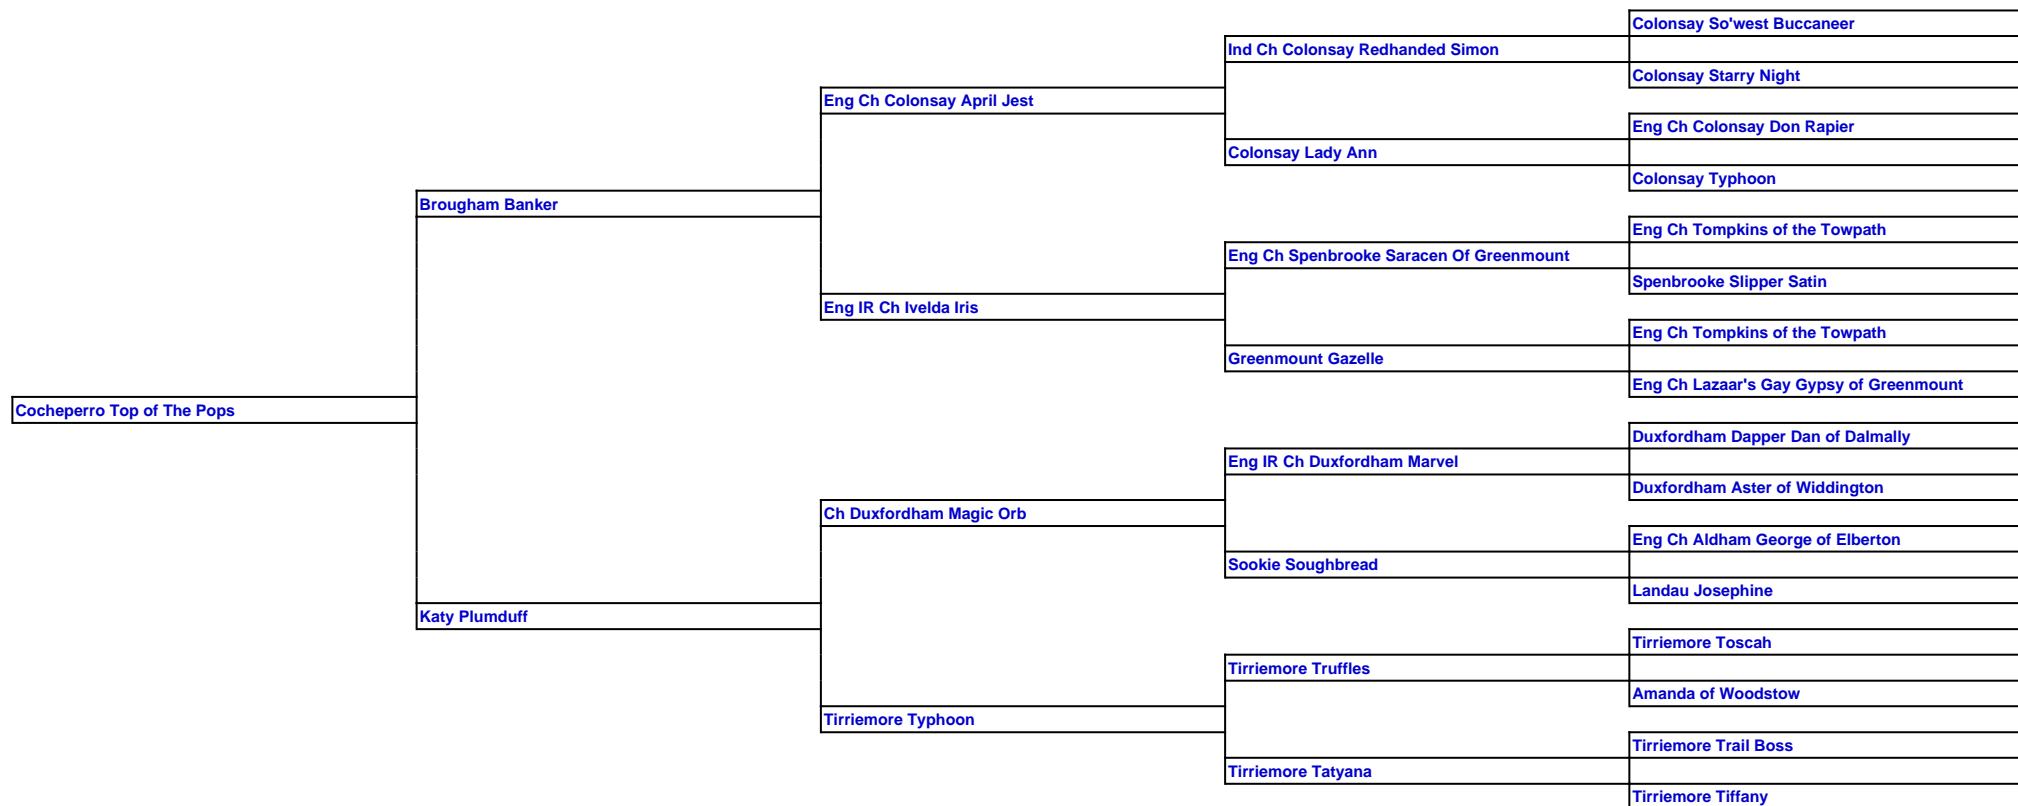 Colonsay So'west Buccaneer
Ind Ch Colonsay Redhanded Simon
Colonsay Starry Night
Eng Ch Colonsay April Jest
Eng Ch Colonsay Don Rapier
Colonsay Lady Ann
Colonsay Typhoon
Brougham Banker
Eng Ch Tompkins of the Towpath
Eng Ch Spenbrooke Saracen Of Greenmount
Spenbrooke Slipper Satin
Eng IR Ch Ivelda Iris
Eng Ch Tompkins of the Towpath
Greenmount Gazelle
Eng Ch Lazaar's Gay Gypsy of Greenmount
Cocheperro Top of The Pops
Duxfordham Dapper Dan of Dalmally
Eng IR Ch Duxfordham Marvel
Duxfordham Aster of Widdington
Ch Duxfordham Magic Orb
Eng Ch Aldham George of Elberton
Sookie Soughbread
Landau Josephine
Katy Plumduff
Tirriemore Toscah
Tirriemore Truffles
Amanda of Woodstow
Tirriemore Typhoon
Tirriemore Trail Boss
Tirriemore Tatyana
Tirriemore Tiffany